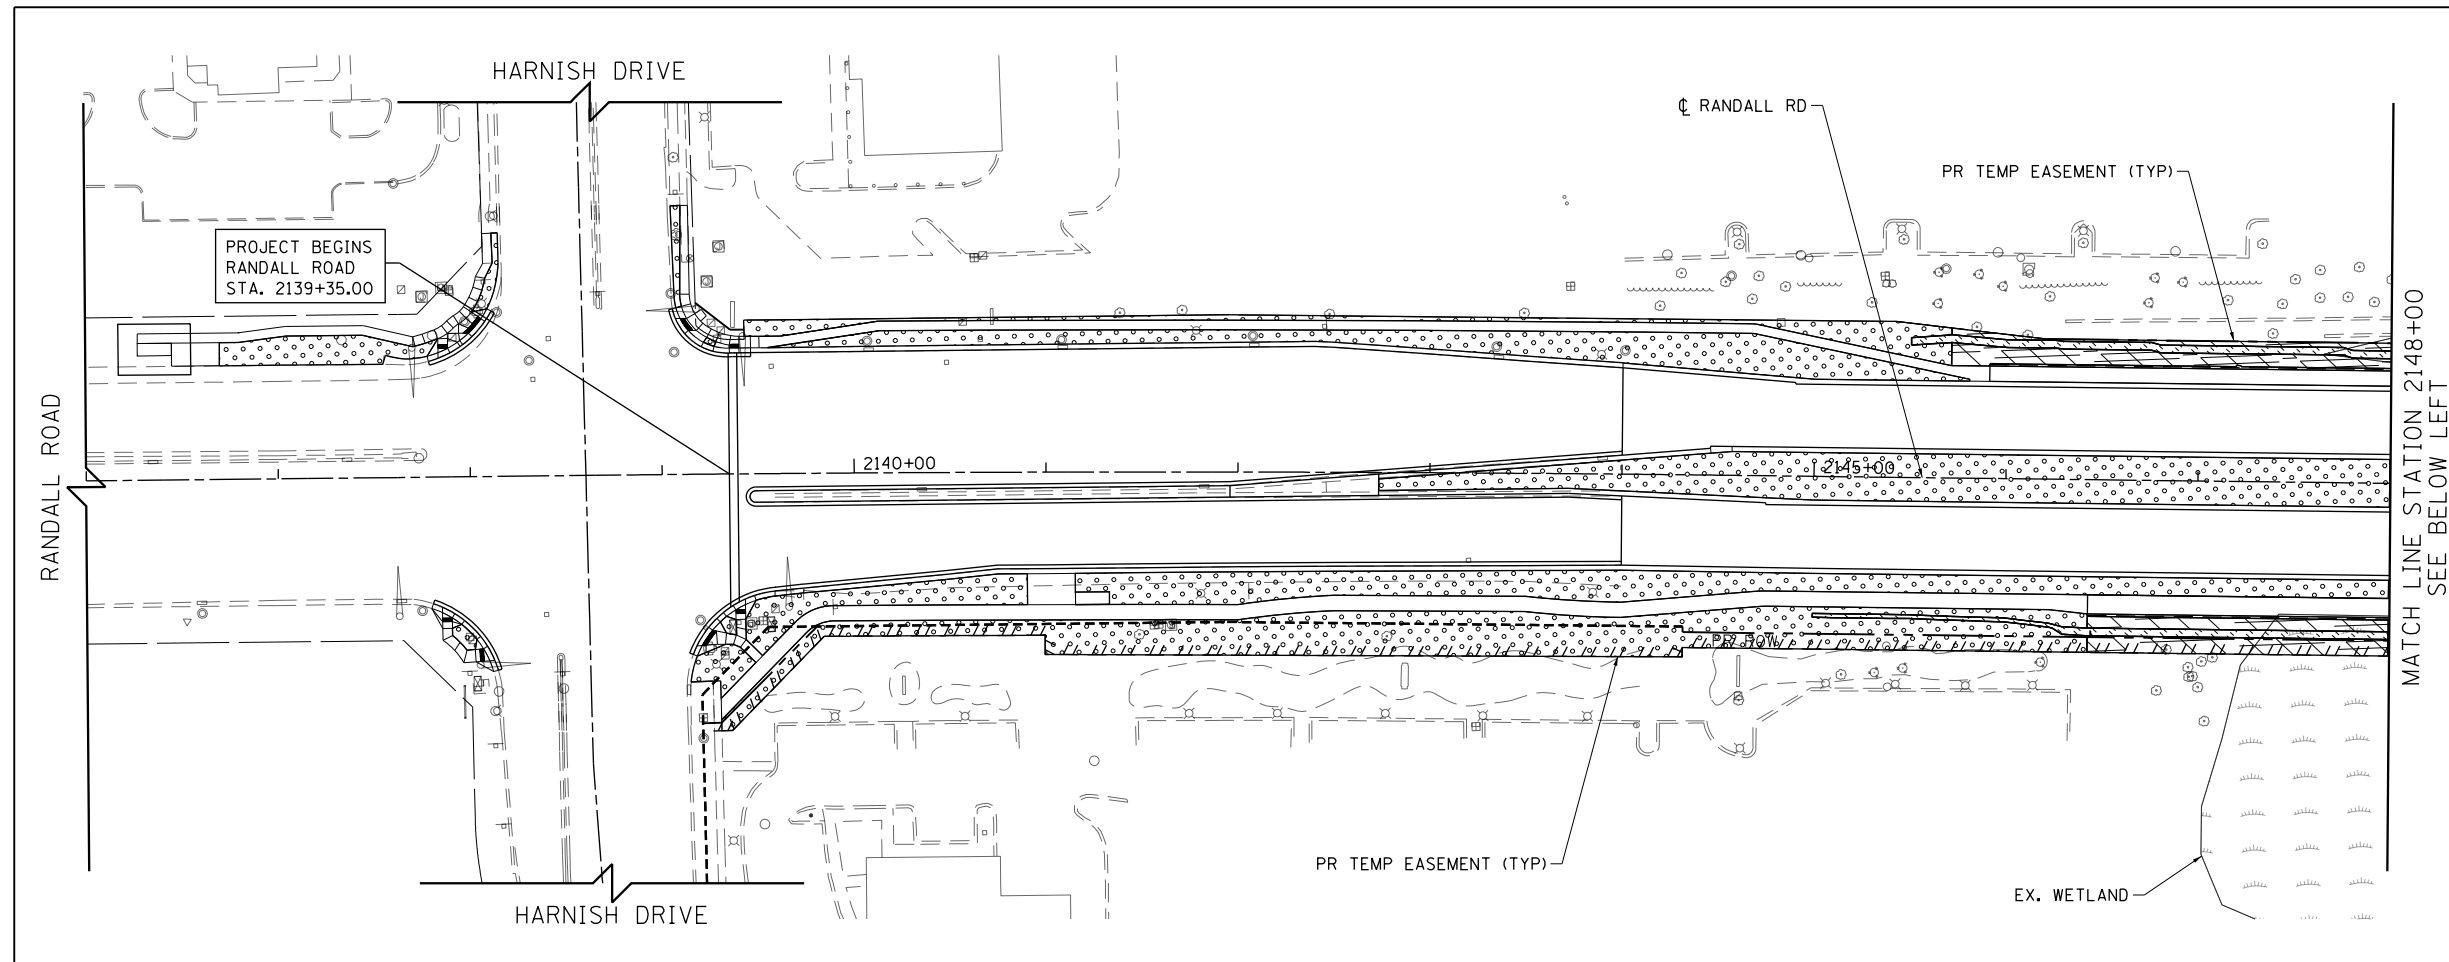 HARNISH DRIVE
℄ RANDALL RD
PR TEMP EASEMENT (TYP)
PROJECT BEGINS
RANDALL ROAD
STA. 2139+35.00
RANDALL ROAD
2140+00
2145+00
MATCH LINE STATION 2148+00
SEE BELOW LEFT
PR ROW
PR TEMP EASEMENT (TYP)
EX. WETLAND
HARNISH DRIVE